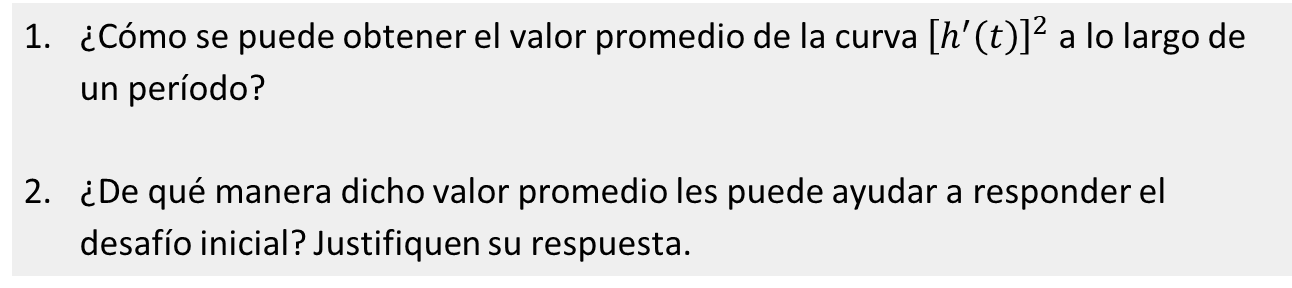 1. ¿Cómo se puede obtener el valor promedio de la curva [h′(t)]² a lo largo de
un período?
2. ¿De qué manera dicho valor promedio les puede ayudar a responder el
desafío inicial? Justifiquen su respuesta.